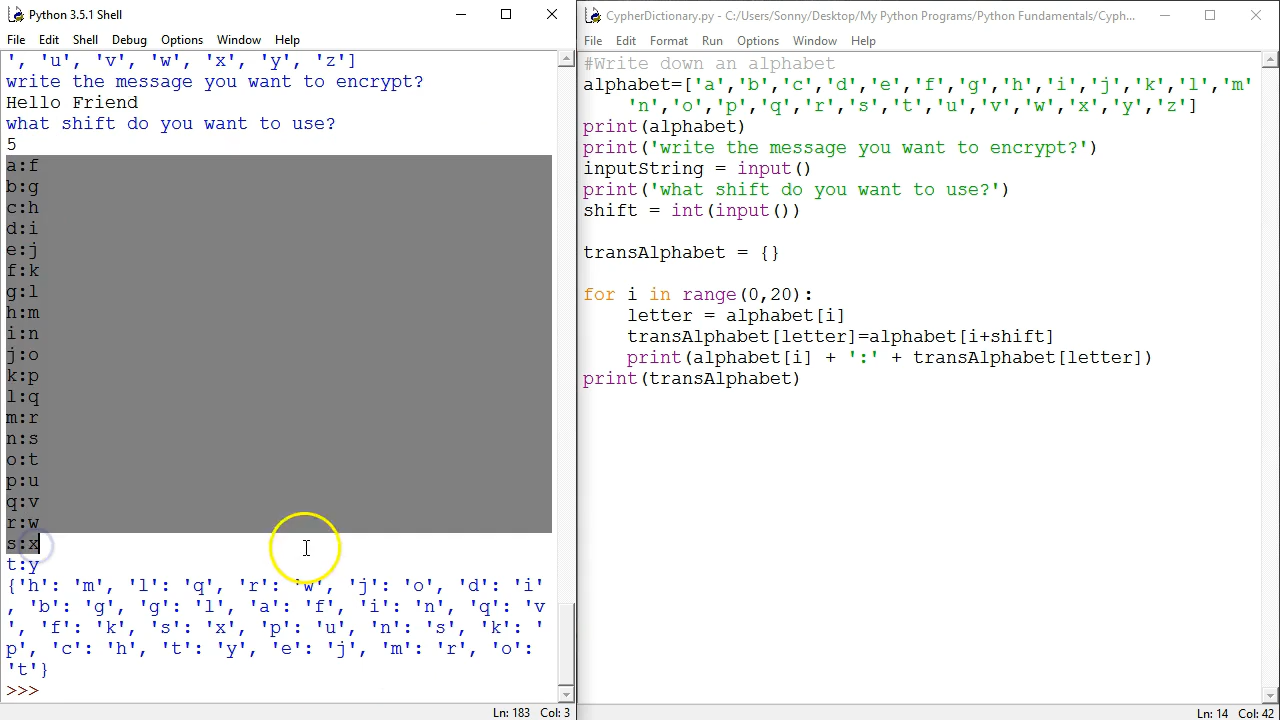 Python 3.5.1 Shell
File Edit Shell Debug Options Window Help
', 'u', 'v', 'w', 'x', 'y', 'z']
write the message you want to encrypt?
Hello Friend
what shift do you want to use?
5
a:f
b:g
c:h
d:i
e:j
f:k
g:l
h:m
i:n
j:o
k:p
l:q
m:r
n:s
o:t
p:u
q:v
r:w
s:x
t:y
{'h': 'm', 'l': 'q', 'r': 'w', 'j': 'o', 'd': 'i'
, 'b': 'g', 'g': 'l', 'a': 'f', 'i': 'n', 'q': 'v
', 'f': 'k', 's': 'x', 'p': 'u', 'n': 's', 'k': '
p', 'c': 'h', 't': 'y', 'e': 'j', 'm': 'r', 'o':
't'}
>>>
Ln: 183 Col: 3
CypherDictionary.py - C:/Users/Sonny/Desktop/My Python Programs/Python Fundamentals/Cyph...
File Edit Format Run Options Window Help
#Write down an alphabet
alphabet=['a','b','c','d','e','f','g','h','i','j','k','l','m'
'n','o','p','q','r','s','t','u','v','w','x','y','z']
print(alphabet)
print('write the message you want to encrypt?')
inputString = input()
print('what shift do you want to use?')
shift = int(input())
transAlphabet = {}
for i in range(0,20):
letter = alphabet[i]
transAlphabet[letter]=alphabet[i+shift]
print(alphabet[i] + ':' + transAlphabet[letter])
print(transAlphabet)
Ln: 14 Col: 42